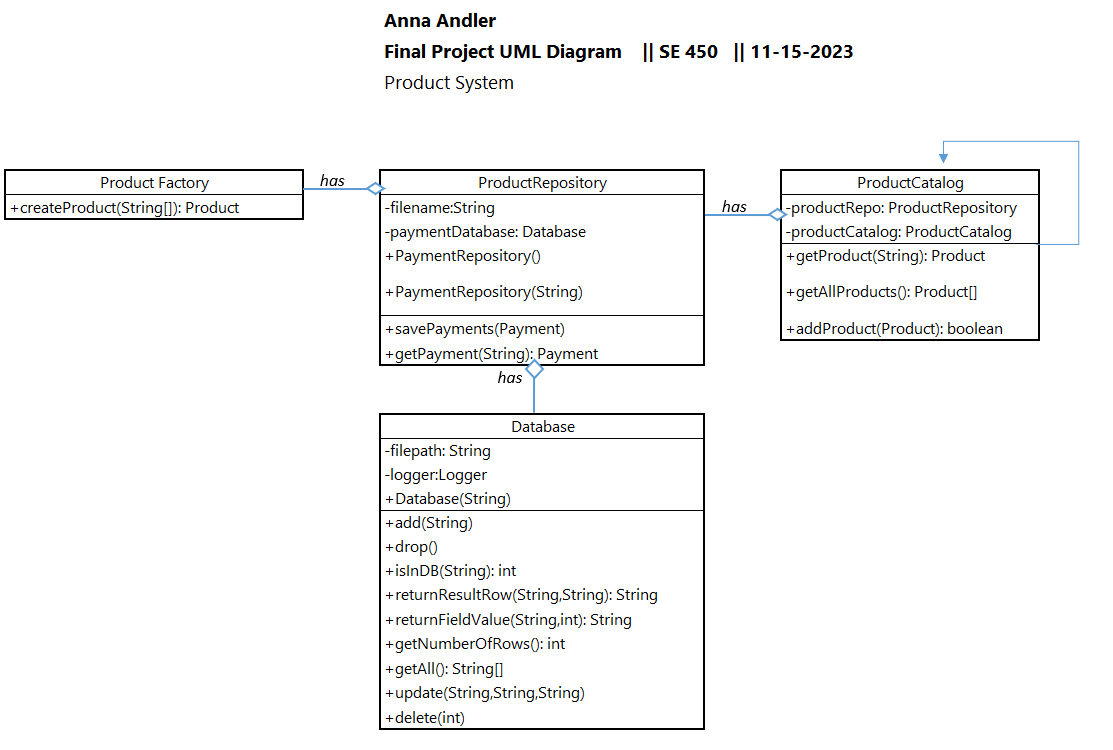 Anna Andler
Final Project UML Diagram || SE 450 || 11-15-2023
Product System
Product Factory
+createProduct(String[]): Product
has
ProductRepository
-filename:String
-paymentDatabase: Database
+PaymentRepository()
+PaymentRepository(String)
+savePayments(Payment)
+getPayment(String): Payment
has
ProductCatalog
-productRepo: ProductRepository
-productCatalog: ProductCatalog
+getProduct(String): Product
+getAllProducts(): Product[]
+addProduct(Product): boolean
has
Database
-filepath: String
-logger:Logger
+Database(String)
+add(String)
+drop()
+isInDB(String): int
+returnResultRow(String,String): String
+returnFieldValue(String,int): String
+getNumberOfRows(): int
+getAll(): String[]
+update(String,String,String)
+delete(int)